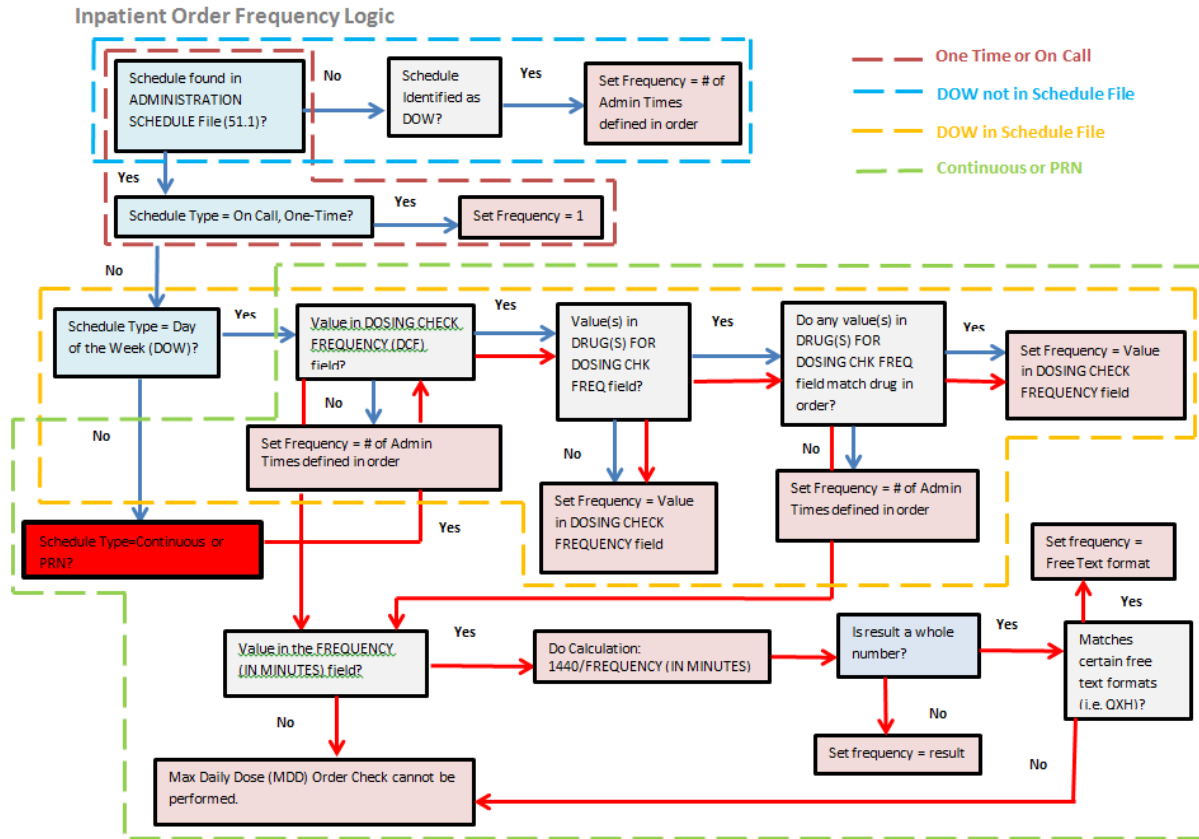 Inpatient Order Frequency Logic
Schedule found in
ADMINISTRATION
SCHEDULE File (51.1)?
No
Schedule
Identified as
DOW?
Yes
Set Frequency = # of
Admin Times
defined in order
One Time or On Call
DOW not in Schedule File
DOW in Schedule File
Continuous or PRN
Yes
Schedule Type = On Call, One-Time?
Yes
Set Frequency = 1
No
Schedule Type = Day
of the Week (DOW)?
Yes
Value in DOSING CHECK
FREQUENCY (DCF)
field?
Yes
Value(s) in
DRUG(S) FOR
DOSING CHK
FREQ field?
Yes
Do any value(s) in
DRUG(S) FOR
DOSING CHK FREQ
field match drug in
order?
Yes
Set Frequency = Value
in DOSING CHECK
FREQUENCY field
No
No
Set Frequency = # of Admin
Times defined in order
No
Set Frequency = Value
in DOSING CHECK
FREQUENCY field
No
Set Frequency = # of Admin
Times defined in order
Schedule Type=Continuous or
PRN?
Yes
Set frequency =
Free Text format
Yes
Value in the FREQUENCY
(IN MINUTES) field?
Yes
Do Calculation:
1440/FREQUENCY (IN MINUTES)
Is result a whole
number?
Yes
Matches
certain free
text formats
(i.e. QXH)?
No
No
Set frequency = result
No
Max Daily Dose (MDD) Order Check cannot be
performed.